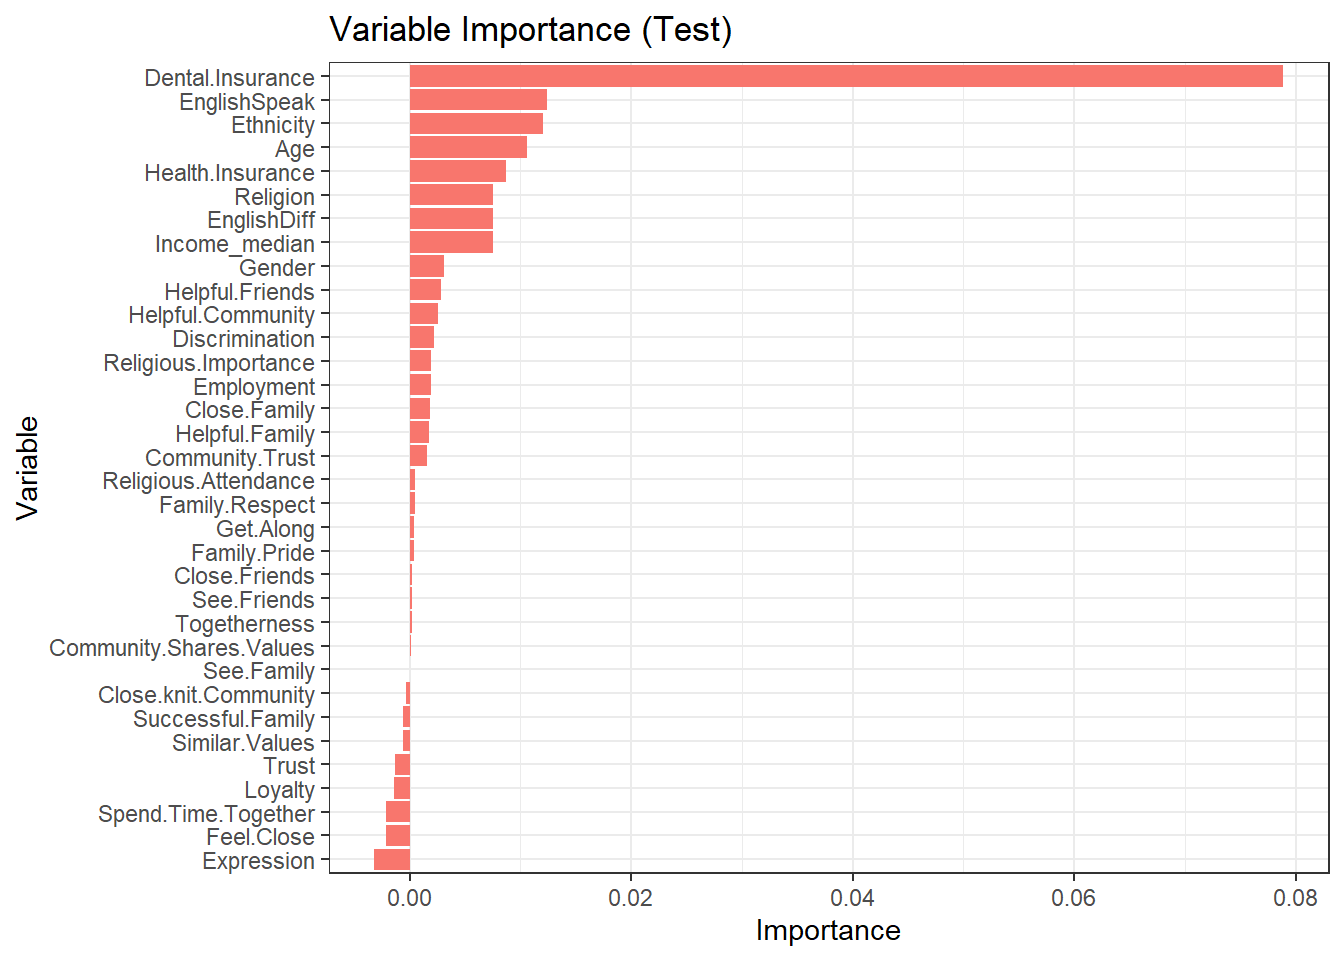 Variable Importance (Test)
Dental.Insurance
EnglishSpeak
Ethnicity
Age
Health.Insurance
Religion
EnglishDiff
Income_median
Gender
Helpful.Friends
Helpful.Community
Discrimination
Religious.Importance
Employment
Close.Family
Helpful.Family
Community.Trust
Religious.Attendance
Family.Respect
Get.Along
Family.Pride
Close.Friends
See.Friends
Togetherness
Community.Shares.Values
See.Family
Close.knit.Community
Successful.Family
Similar.Values
Trust
Loyalty
Spend.Time.Together
Feel.Close
Expression
Variable
0.00 0.02 0.04 0.06 0.08
Importance